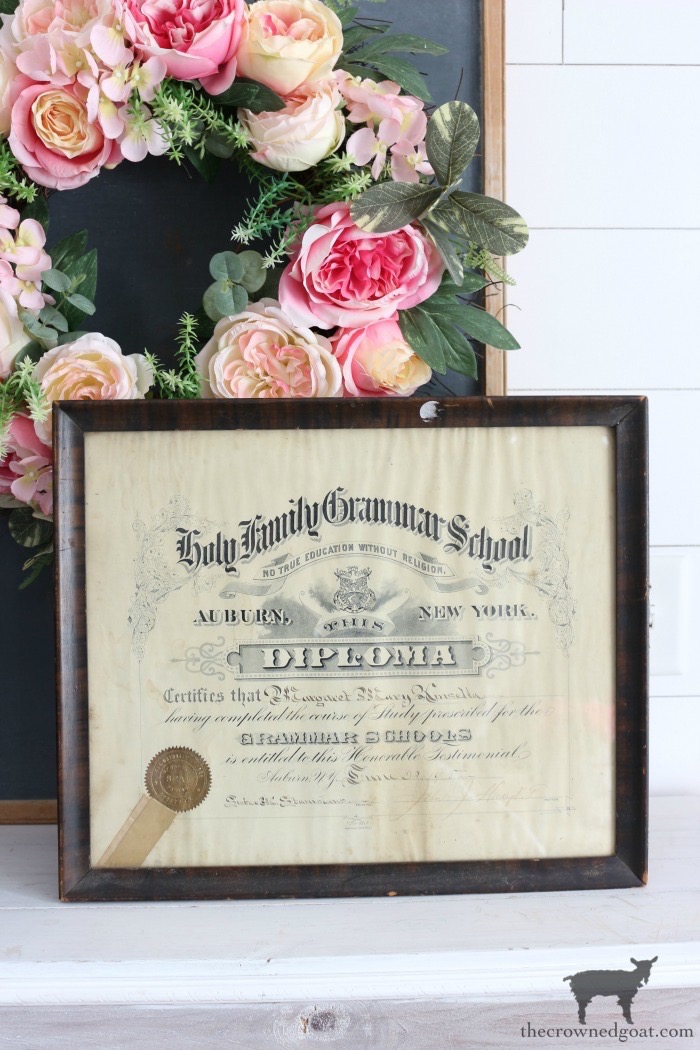 Holy Family Grammar School
NO TRUE EDUCATION WITHOUT RELIGION.
AUBURN, NEW YORK.
THIS
DIPLOMA
Certifies that Margaret Mary Kinsella
having completed the course of Study prescribed for the
GRAMMAR SCHOOLS
is entitled to this Honorable Testimonial.
Auburn, N.Y. June
thecrownedgoat.com